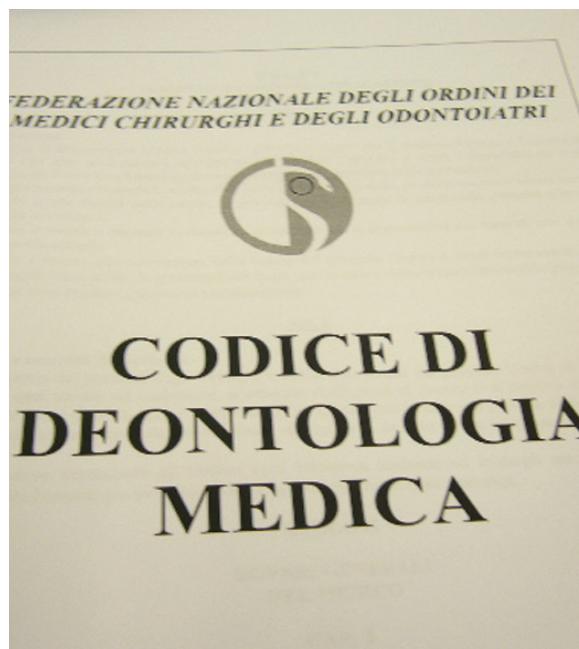 FEDERAZIONE NAZIONALE DEGLI ORDINI DEI
MEDICI CHIRURGHI E DEGLI ODONTOIATRI
CODICE DI
DEONTOLOGIA
MEDICA